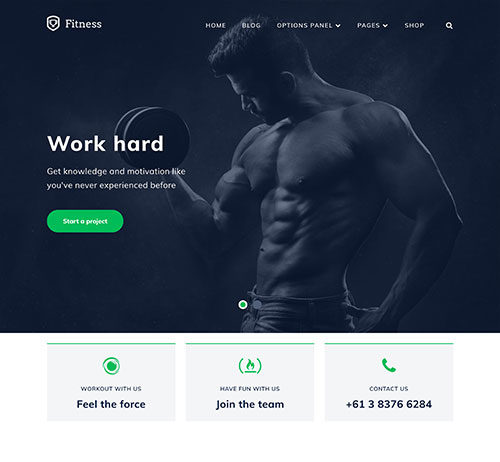 Fitness
HOME BLOG OPTIONS PANEL PAGES SHOP
Work hard
Get knowledge and motivation like
you've never experienced before
Start a project
WORKOUT WITH US
Feel the force
HAVE FUN WITH US
Join the team
CONTACT US
+61 3 8376 6284